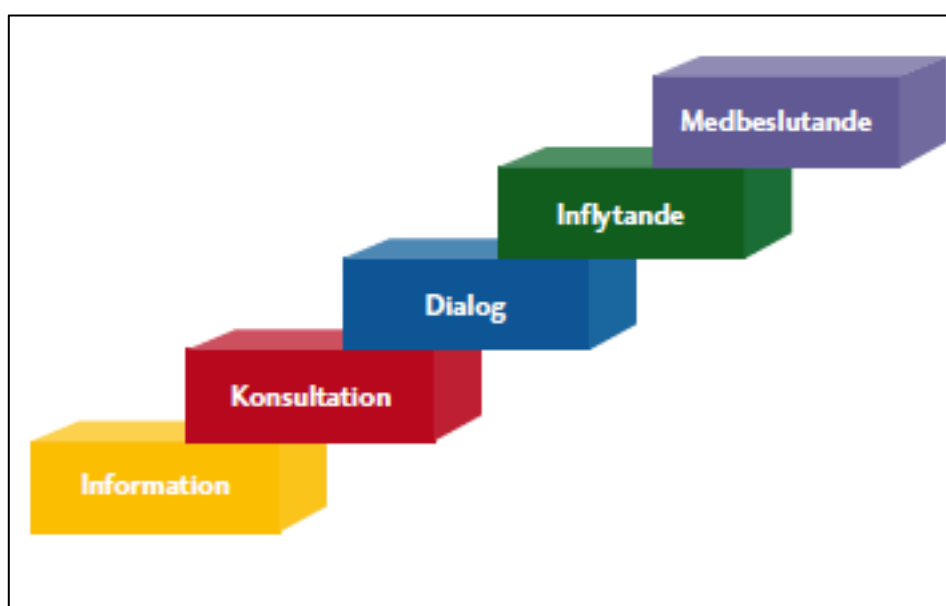 Medbeslutande
Inflytande
Dialog
Konsultation
Information